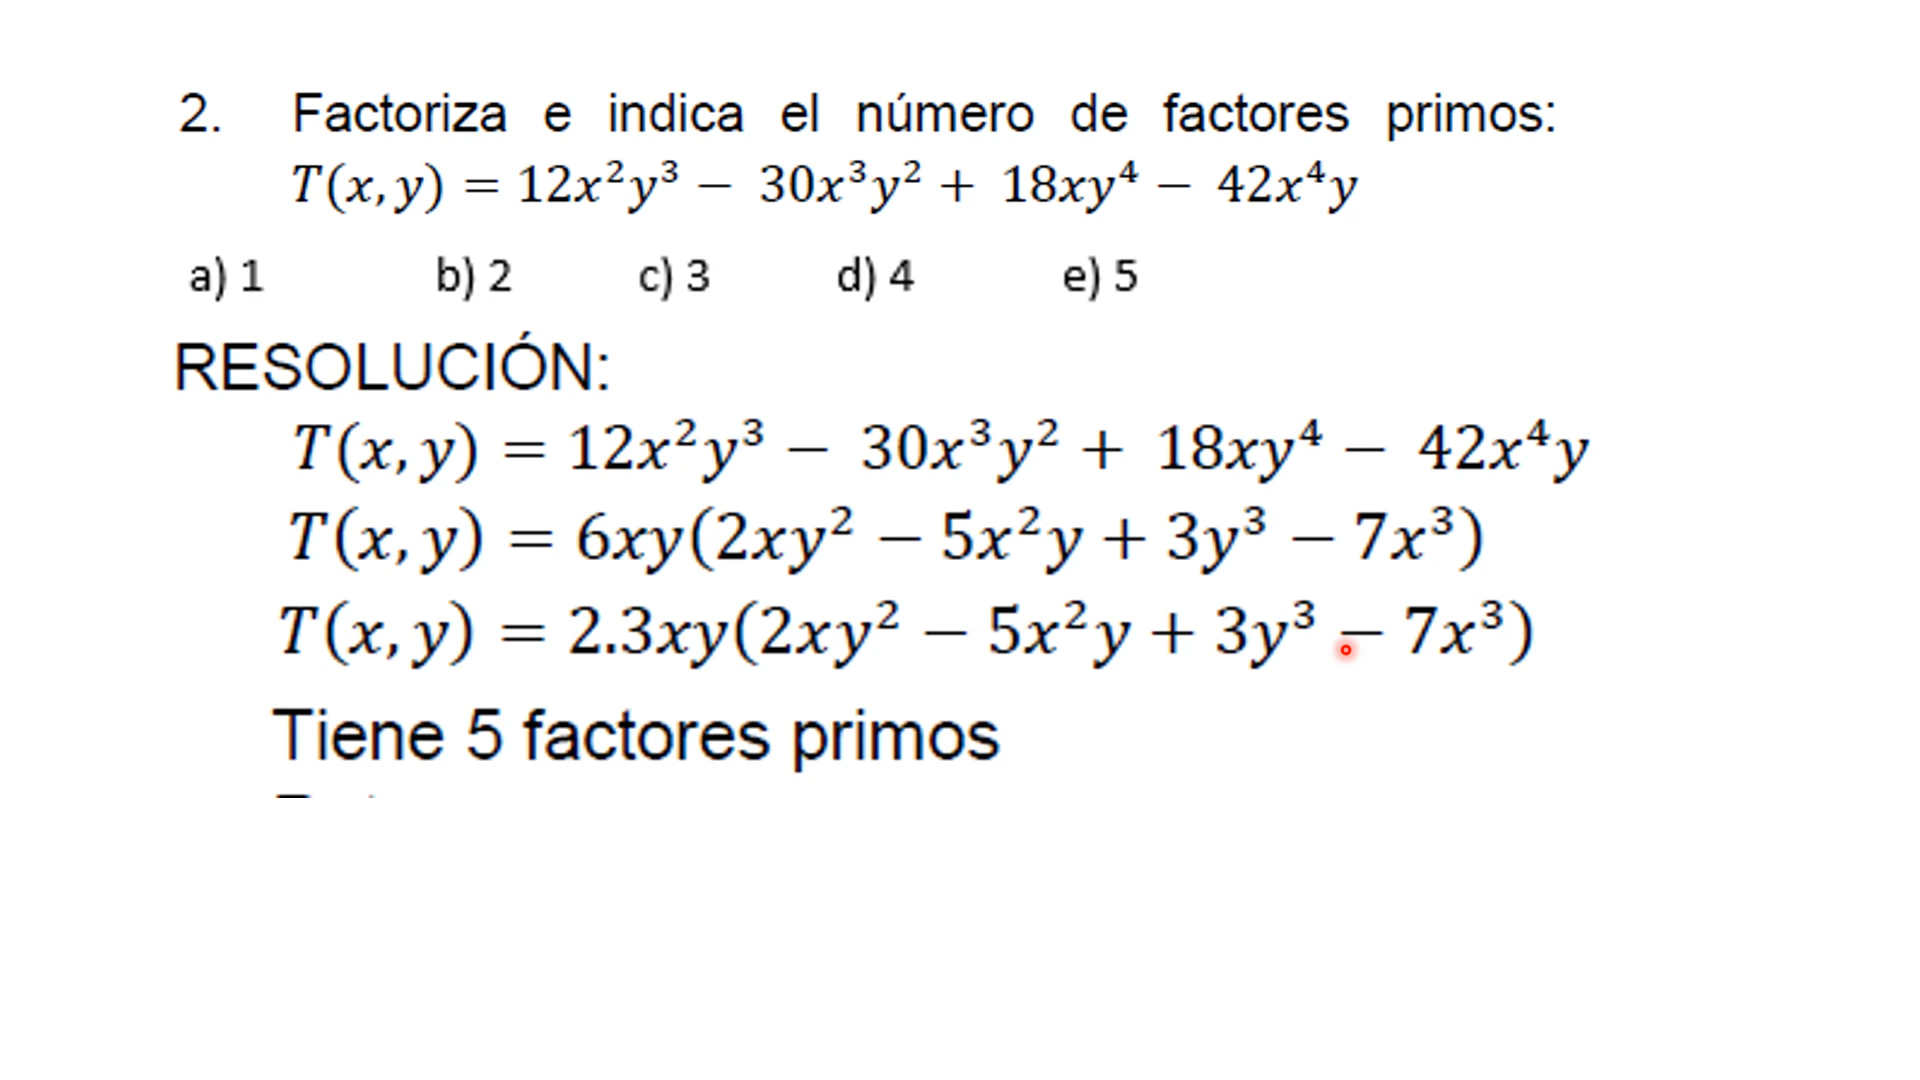 2. Factoriza e indica el número de factores primos:
T(x, y) = 12x²y³ − 30x³y² + 18xy⁴ − 42x⁴y
a) 1 b) 2 c) 3 d) 4 e) 5
RESOLUCIÓN:
T(x, y) = 12x²y³ − 30x³y² + 18xy⁴ − 42x⁴y
T(x, y) = 6xy(2xy² − 5x²y + 3y³ − 7x³)
T(x, y) = 2.3xy(2xy² − 5x²y + 3y³ − 7x³)
Tiene 5 factores primos